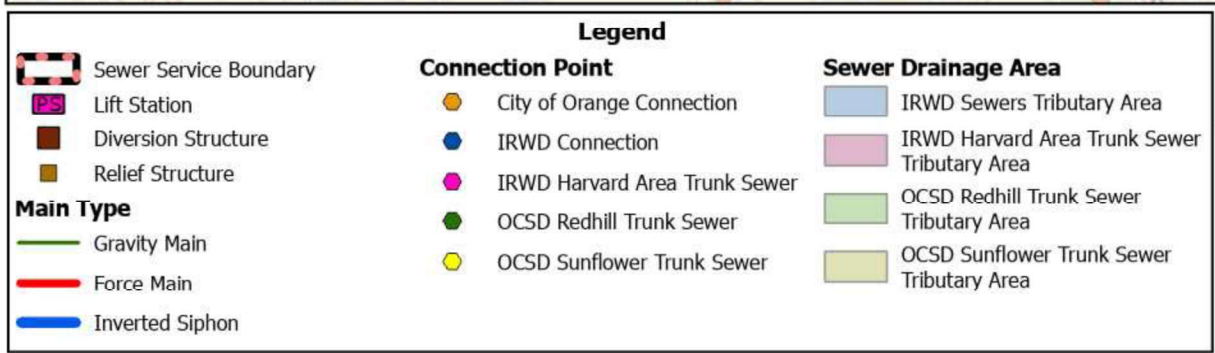 Legend
Sewer Service Boundary
PS Lift Station
Diversion Structure
Relief Structure
Main Type
Gravity Main
Force Main
Inverted Siphon
Connection Point
City of Orange Connection
IRWD Connection
IRWD Harvard Area Trunk Sewer
OCSD Redhill Trunk Sewer
OCSD Sunflower Trunk Sewer
Sewer Drainage Area
IRWD Sewers Tributary Area
IRWD Harvard Area Trunk Sewer
Tributary Area
OCSD Redhill Trunk Sewer
Tributary Area
OCSD Sunflower Trunk Sewer
Tributary Area